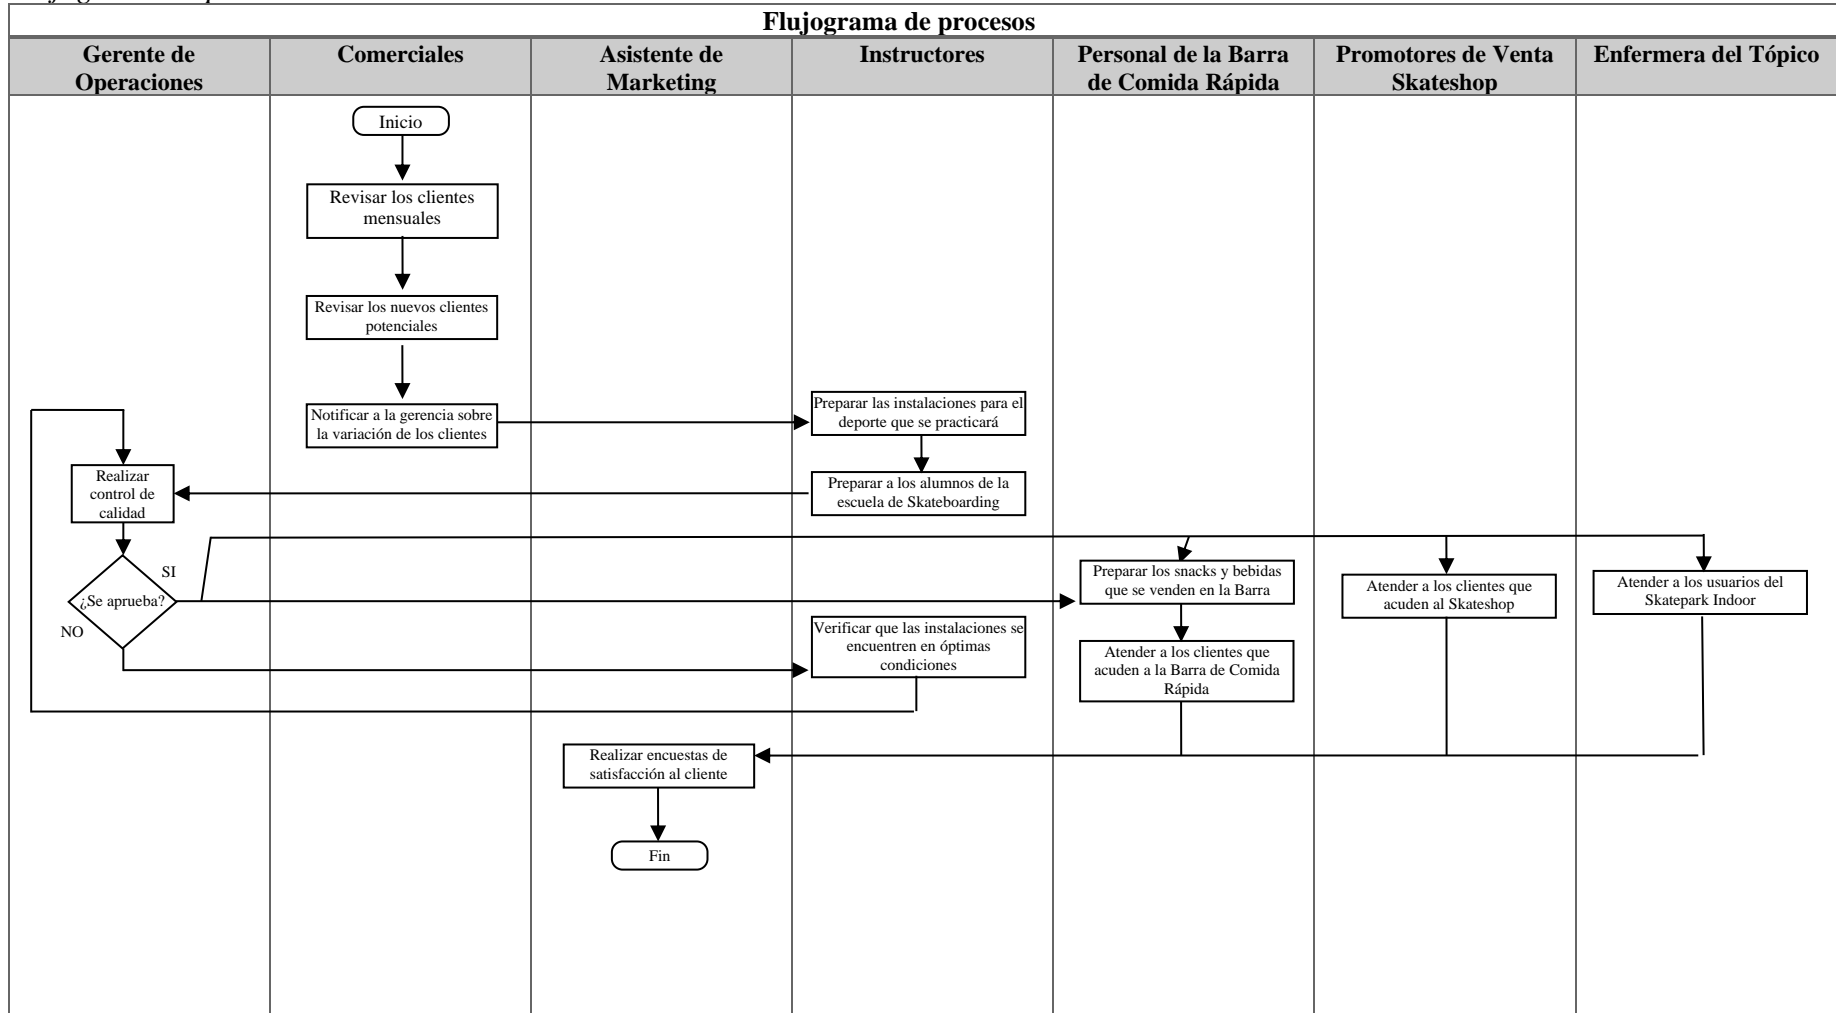 Flujograma de procesos
Gerente de
Operaciones
Comerciales
Asistente de
Marketing
Instructores
Personal de la Barra
de Comida Rápida
Promotores de Venta
Skateshop
Enfermera del Tópico
Inicio
Revisar los clientes
mensuales
Revisar los nuevos clientes
potenciales
Notificar a la gerencia sobre
la variación de los clientes
Preparar las instalaciones para el
deporte que se practicará
Realizar
control de
calidad
Preparar a los alumnos de la
escuela de Skateboarding
SI
¿Se aprueba?
NO
Preparar los snacks y bebidas
que se venden en la Barra
Atender a los clientes que
acuden al Skateshop
Atender a los usuarios del
Skatepark Indoor
Verificar que las instalaciones se
encuentren en óptimas
condiciones
Atender a los clientes que
acuden a la Barra de Comida
Rápida
Realizar encuestas de
satisfacción al cliente
Fin